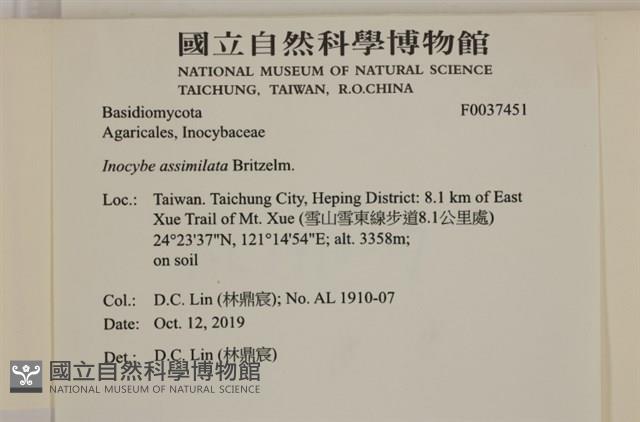 國立自然科學博物館
NATIONAL MUSEUM OF NATURAL SCIENCE
TAICHUNG, TAIWAN, R.O.CHINA
Basidiomycota F0037451
Agaricales, Inocybaceae
Inocybe assimilata Britzelm.
Loc.: Taiwan. Taichung City, Heping District: 8.1 km of East
Xue Trail of Mt. Xue (雪山雪東線步道8.1公里處)
24°23'37"N, 121°14'54"E; alt. 3358m;
on soil
Col.: D.C. Lin (林鼎宸); No. AL 1910-07
Date: Oct. 12, 2019
Det.: D.C. Lin (林鼎宸)
國立自然科學博物館
NATIONAL MUSEUM OF NATURAL SCIENCE